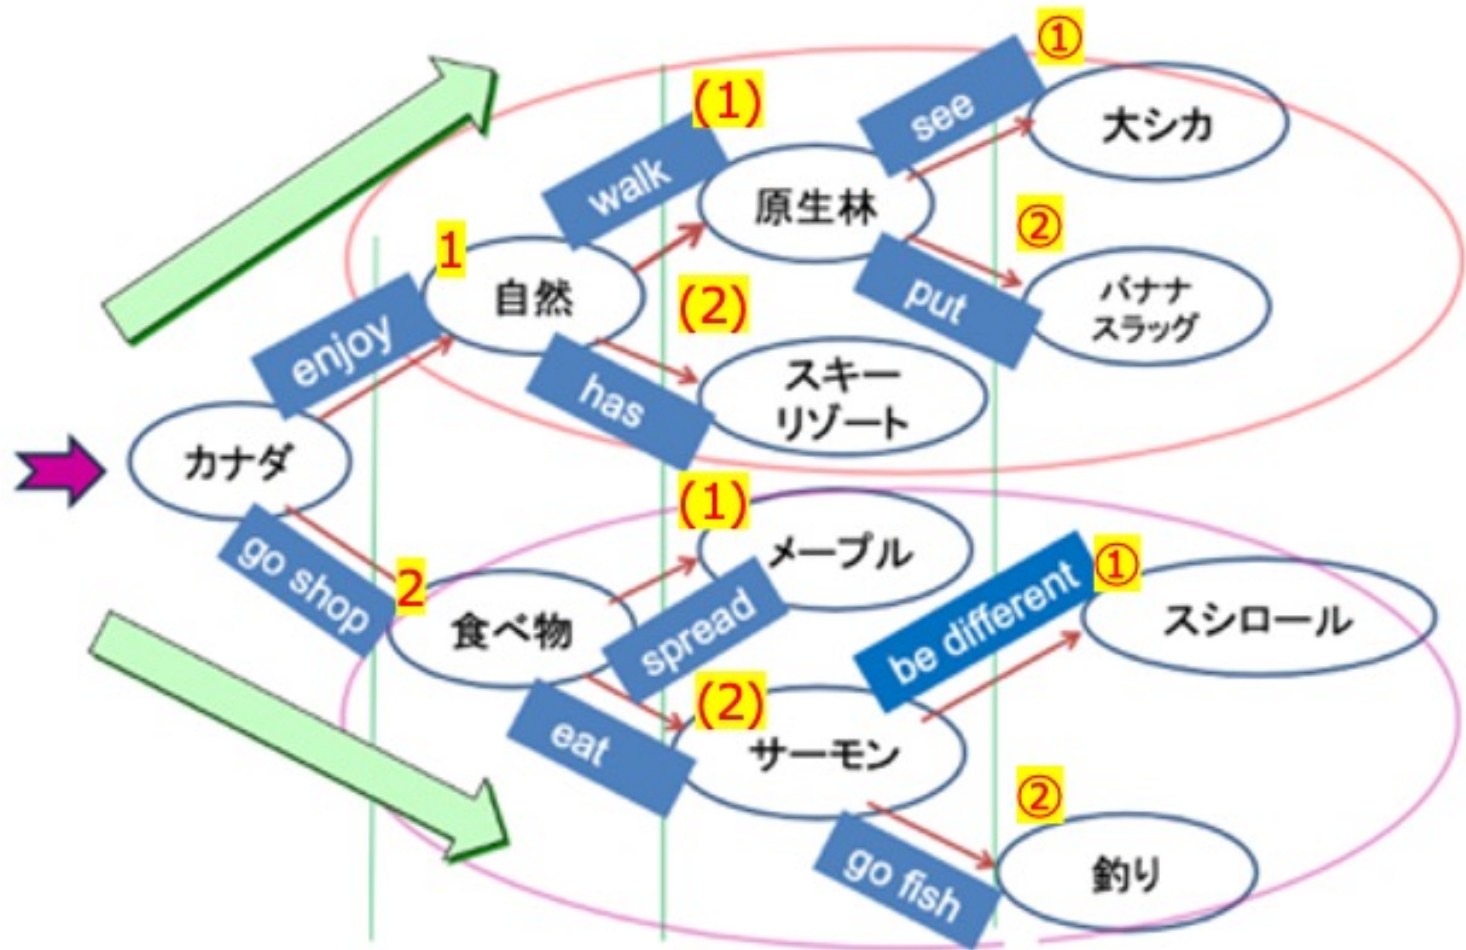 カナダ
enjoy
1
自然
walk
(1)
原生林
see
①
大シカ
put
②
バナナ
スラッグ
has
(2)
スキー
リゾート
go shop
2
食べ物
spread
(1)
メープル
eat
(2)
サーモン
be different
①
スシロール
go fish
②
釣り